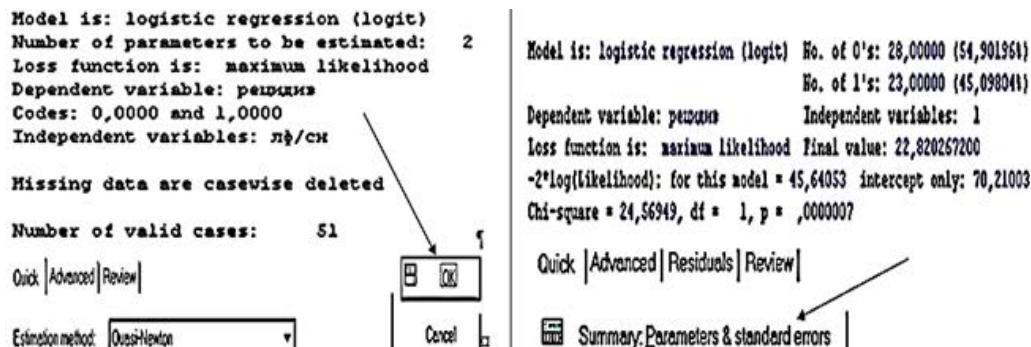 Model is: logistic regression (logit)
Number of parameters to be estimated: 2
Loss function is: maximum likelihood
Dependent variable: рецидив
Codes: 0,0000 and 1,0000
Independent variables: лф/сн
Missing data are casewise deleted
Number of valid cases: 51
¶
Quick Advanced Review
OK
Estimation method: Quasi-Newton
Cancel
Model is: logistic regression (logit) No. of 0's: 28,00000 (54,90196%)
No. of 1's: 23,00000 (45,09804%)
Dependent variable: рецидив Independent variables: 1
Loss function is: maximum likelihood Final value: 22,820267200
-2*log(Likelihood): for this model = 45,64053 intercept only: 70,21003
Chi-square = 24,56949, df = 1, p = ,0000007
Quick Advanced Residuals Review
Summary: Parameters & standard errors